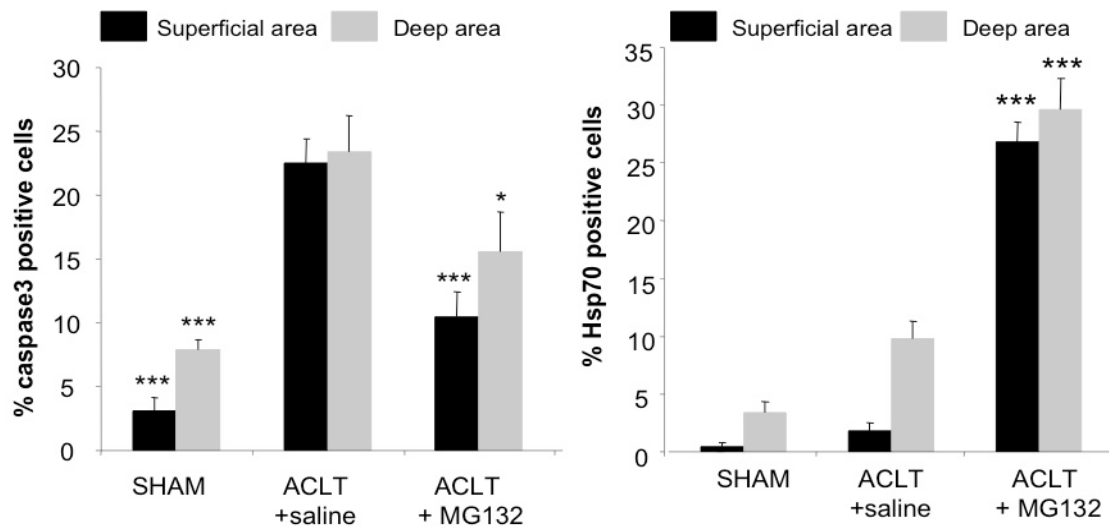 Superficial area Deep area
% caspase3 positive cells
30
25
20
15
10
5
0
***
***
***
*
SHAM ACLT ACLT
+saline + MG132
Superficial area Deep area
% Hsp70 positive cells
35
30
25
20
15
10
5
0
***
***
SHAM ACLT ACLT
+saline + MG132